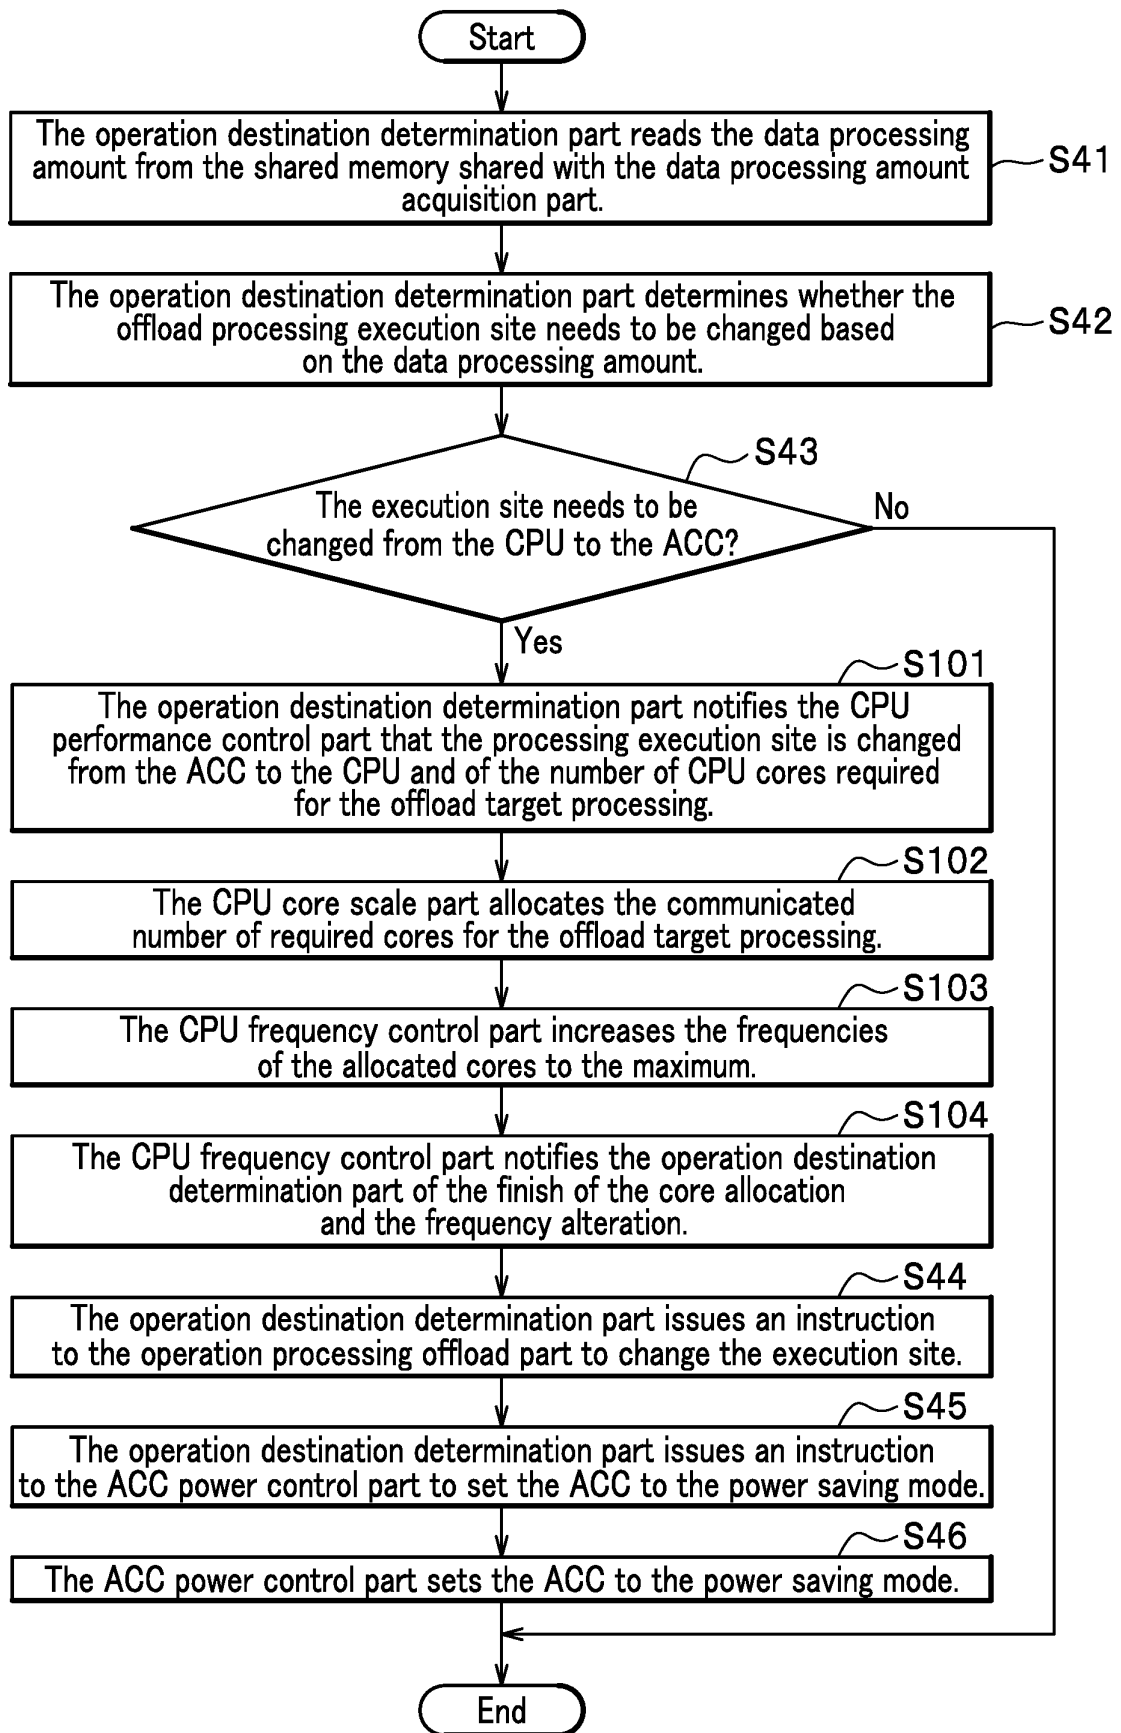 Start
The operation destination determination part reads the data processing
amount from the shared memory shared with the data processing amount
acquisition part.
S41
The operation destination determination part determines whether the
offload processing execution site needs to be changed based
on the data processing amount.
S42
S43
The execution site needs to be
changed from the CPU to the ACC?
No
Yes
S101
The operation destination determination part notifies the CPU
performance control part that the processing execution site is changed
from the ACC to the CPU and of the number of CPU cores required
for the offload target processing.
S102
The CPU core scale part allocates the communicated
number of required cores for the offload target processing.
S103
The CPU frequency control part increases the frequencies
of the allocated cores to the maximum.
S104
The CPU frequency control part notifies the operation destination
determination part of the finish of the core allocation
and the frequency alteration.
S44
The operation destination determination part issues an instruction
to the operation processing offload part to change the execution site.
S45
The operation destination determination part issues an instruction
to the ACC power control part to set the ACC to the power saving mode.
S46
The ACC power control part sets the ACC to the power saving mode.
End